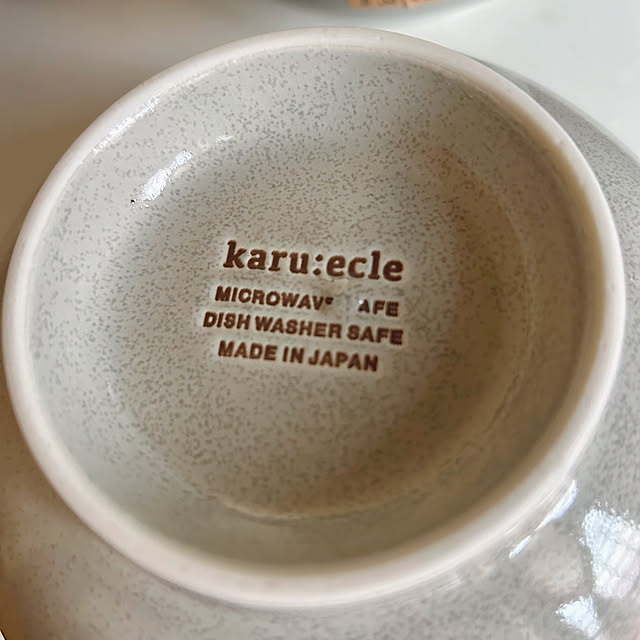 karu:ecle
MICROWAV AFE
DISH WASHER SAFE
MADE IN JAPAN